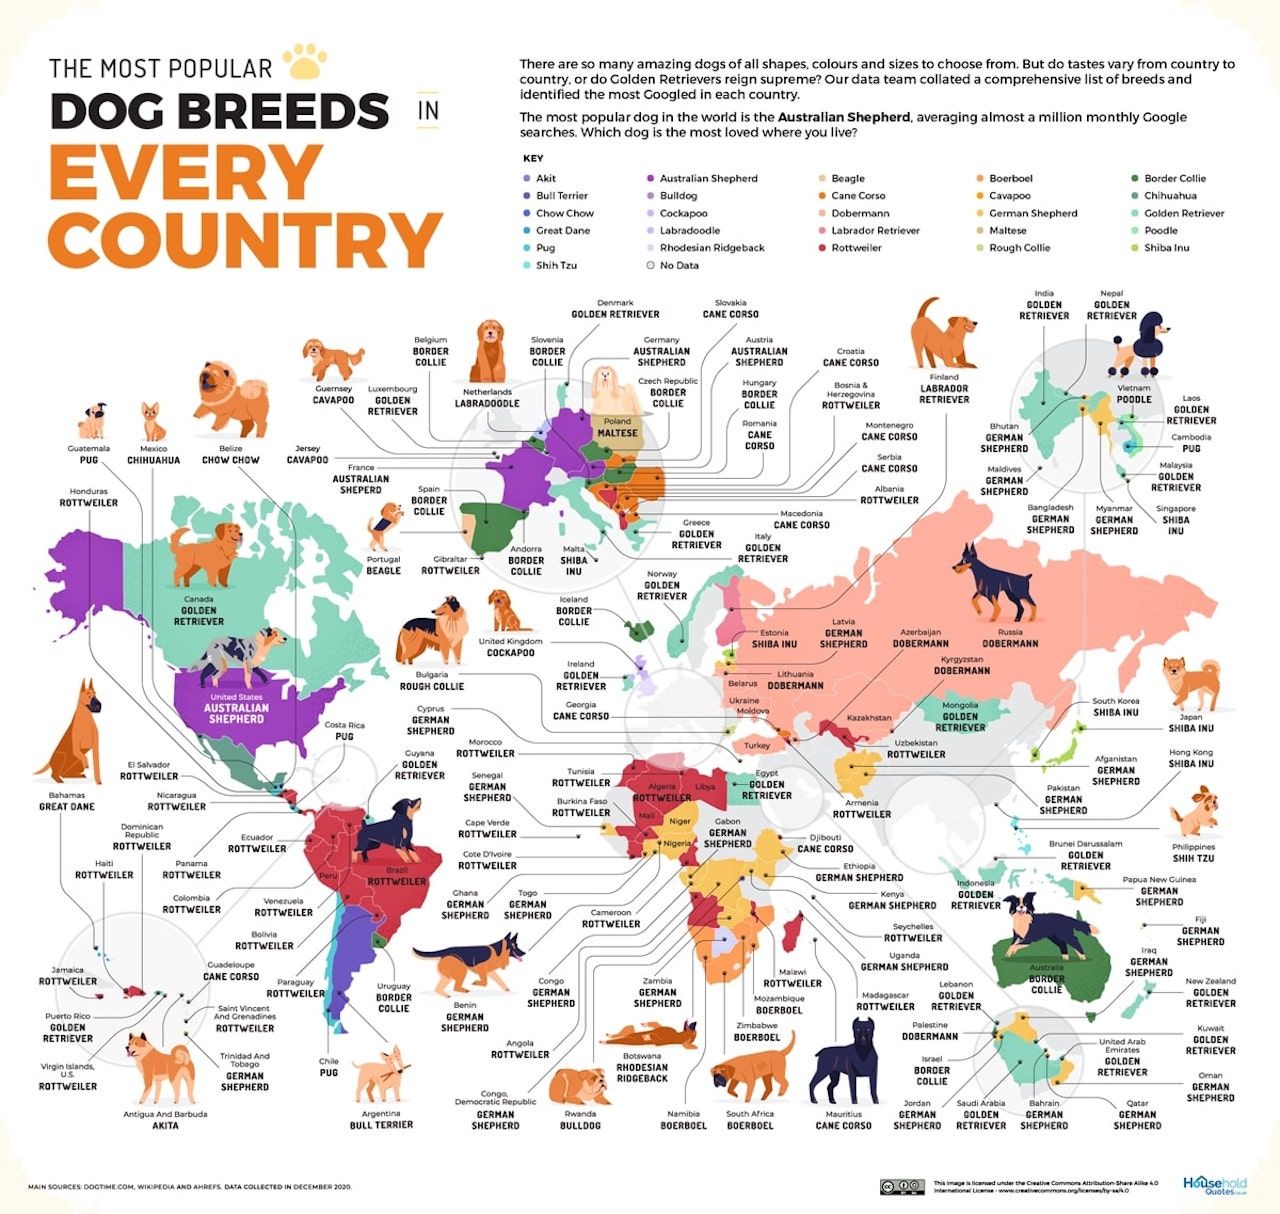 THE MOST POPULAR
DOG BREEDS IN
EVERY
COUNTRY
There are so many amazing dogs of all shapes, colours and sizes to choose from. But do tastes vary from country to
country, or do Golden Retrievers reign supreme? Our data team collated a comprehensive list of breeds and
identified the most Googled in each country.
The most popular dog in the world is the Australian Shepherd, averaging almost a million monthly Google
searches. Which dog is the most loved where you live?
KEY
Akit
Bull Terrier
Chow Chow
Great Dane
Pug
Shih Tzu
Australian Shepherd
Bulldog
Cockapoo
Labradoodle
Rhodesian Ridgeback
No Data
Beagle
Cane Corso
Dobermann
Labrador Retriever
Rottweiler
Boerboel
Cavapoo
German Shepherd
Maltese
Rough Collie
Border Collie
Chihuahua
Golden Retriever
Poodle
Shiba Inu
Denmark
GOLDEN RETRIEVER
Slovakia
CANE CORSO
India
GOLDEN
RETRIEVER
Nepal
GOLDEN
RETRIEVER
Belgium
BORDER
COLLIE
Slovenia
BORDER
COLLIE
Germany
AUSTRALIAN
SHEPHERD
Austria
AUSTRALIAN
SHEPHERD
Croatia
CANE CORSO
Finland
LABRADOR
RETRIEVER
Guernsey
CAVAPOO
Luxembourg
GOLDEN
RETRIEVER
Netherlands
LABRADOODLE
Czech Republic
BORDER
COLLIE
Hungary
BORDER
COLLIE
Bosnia &
Herzegovina
ROTTWEILER
Vietnam
POODLE
Laos
GOLDEN
RETRIEVER
Guatemala
PUG
Mexico
CHIHUAHUA
Belize
CHOW CHOW
Jersey
CAVAPOO
Poland
MALTESE
Romania
CANE
CORSO
Montenegro
CANE CORSO
Bhutan
GERMAN
SHEPHERD
Cambodia
PUG
France
AUSTRALIAN
SHEPERD
Serbia
CANE CORSO
Maldives
GERMAN
SHEPHERD
Malaysia
GOLDEN
RETRIEVER
Honduras
ROTTWEILER
Spain
BORDER
COLLIE
Albania
ROTTWEILER
Macedonia
CANE CORSO
Bangladesh
GERMAN
SHEPHERD
Myanmar
GERMAN
SHEPHERD
Singapore
SHIBA
INU
Portugal
BEAGLE
Gibraltar
ROTTWEILER
Andorra
BORDER
COLLIE
Malta
SHIBA
INU
Greece
GOLDEN
RETRIEVER
Italy
GOLDEN
RETRIEVER
Norway
GOLDEN
RETRIEVER
Canada
GOLDEN
RETRIEVER
Iceland
BORDER
COLLIE
United Kingdom
COCKAPOO
Estonia
SHIBA INU
Latvia
GERMAN
SHEPHERD
Azerbaijan
DOBERMANN
Russia
DOBERMANN
Bulgaria
ROUGH COLLIE
Ireland
GOLDEN
RETRIEVER
Lithuania
DOBERMANN
Belarus
Kyrgyzstan
DOBERMANN
United States
AUSTRALIAN
SHEPHERD
Georgia
CANE CORSO
Ukraine
Moldova
Kazakhstan
Mongolia
GOLDEN
RETRIEVER
South Korea
SHIBA INU
Japan
SHIBA INU
Cyprus
GERMAN
SHEPHERD
Costa Rica
PUG
Morocco
ROTTWEILER
Turkey
Uzbekistan
ROTTWEILER
Afganistan
GERMAN
SHEPHERD
Hong Kong
SHIBA INU
El Salvador
ROTTWEILER
Guyana
GOLDEN
RETRIEVER
Senegal
GERMAN
SHEPHERD
Tunisia
ROTTWEILER
Algeria
ROTTWEILER
Libya
Egypt
GOLDEN
RETRIEVER
Pakistan
GERMAN
SHEPHERD
Bahamas
GREAT DANE
Nicaragua
ROTTWEILER
Burkina Faso
ROTTWEILER
Armenia
ROTTWEILER
Dominican
Republic
ROTTWEILER
Ecuador
ROTTWEILER
Cape Verde
ROTTWEILER
Mali
Niger
Nigeria
Gabon
GERMAN
SHEPHERD
Djibouti
CANE CORSO
Brunei Darussalam
GOLDEN
RETRIEVER
Philippines
SHIH TZU
Haiti
ROTTWEILER
Panama
ROTTWEILER
Peru
Brazil
ROTTWEILER
Cote D'Ivoire
ROTTWEILER
Ethiopia
GERMAN SHEPHERD
Indonesia
GOLDEN
RETRIEVER
Papua New Guinea
GERMAN
SHEPHERD
Colombia
ROTTWEILER
Venezuela
ROTTWEILER
Ghana
GERMAN
SHEPHERD
Togo
GERMAN
SHEPHERD
Cameroon
ROTTWEILER
Kenya
GERMAN SHEPHERD
Seychelles
ROTTWEILER
Fiji
GERMAN
SHEPHERD
Bolivia
ROTTWEILER
Uganda
GERMAN SHEPHERD
Iraq
GERMAN
SHEPHERD
Jamaica
ROTTWEILER
Guadeloupe
CANE CORSO
Paraguay
ROTTWEILER
Uruguay
BORDER
COLLIE
Benin
GERMAN
SHEPHERD
Congo
GERMAN
SHEPHERD
Zambia
GERMAN
SHEPHERD
Malawi
ROTTWEILER
Madagascar
ROTTWEILER
Lebanon
GOLDEN
RETRIEVER
Australia
BORDER
COLLIE
New Zealand
GOLDEN
RETRIEVER
Puerto Rico
GOLDEN
RETRIEVER
Saint Vincent
And Grenadines
ROTTWEILER
Mozambique
BOERBOEL
Palestine
DOBERMANN
Kuwait
GOLDEN
RETRIEVER
Virgin Islands,
U.S.
ROTTWEILER
Trinidad And
Tobago
GERMAN
SHEPHERD
Chile
PUG
Angola
ROTTWEILER
Botswana
RHODESIAN
RIDGEBACK
Zimbabwe
BOERBOEL
Israel
BORDER
COLLIE
United Arab
Emirates
GOLDEN
RETRIEVER
Oman
GERMAN
SHEPHERD
Antigua And Barbuda
AKITA
Argentina
BULL TERRIER
Congo,
Democratic Republic
GERMAN
SHEPHERD
Rwanda
BULLDOG
Namibia
BOERBOEL
South Africa
BOERBOEL
Mauritius
CANE CORSO
Jordan
GERMAN
SHEPHERD
Saudi Arabia
GOLDEN
RETRIEVER
Bahrain
GERMAN
SHEPHERD
Qatar
GERMAN
SHEPHERD
MAIN SOURCES: DOGTIME.COM, WIKIPEDIA AND AHREFS. DATA COLLECTED IN DECEMBER 2020.
This image is licensed under the Creative Commons Attribution-Share Alike 4.0
International License - www.creativecommons.org/licenses/by-sa/4.0
Household
Quotes.co.uk